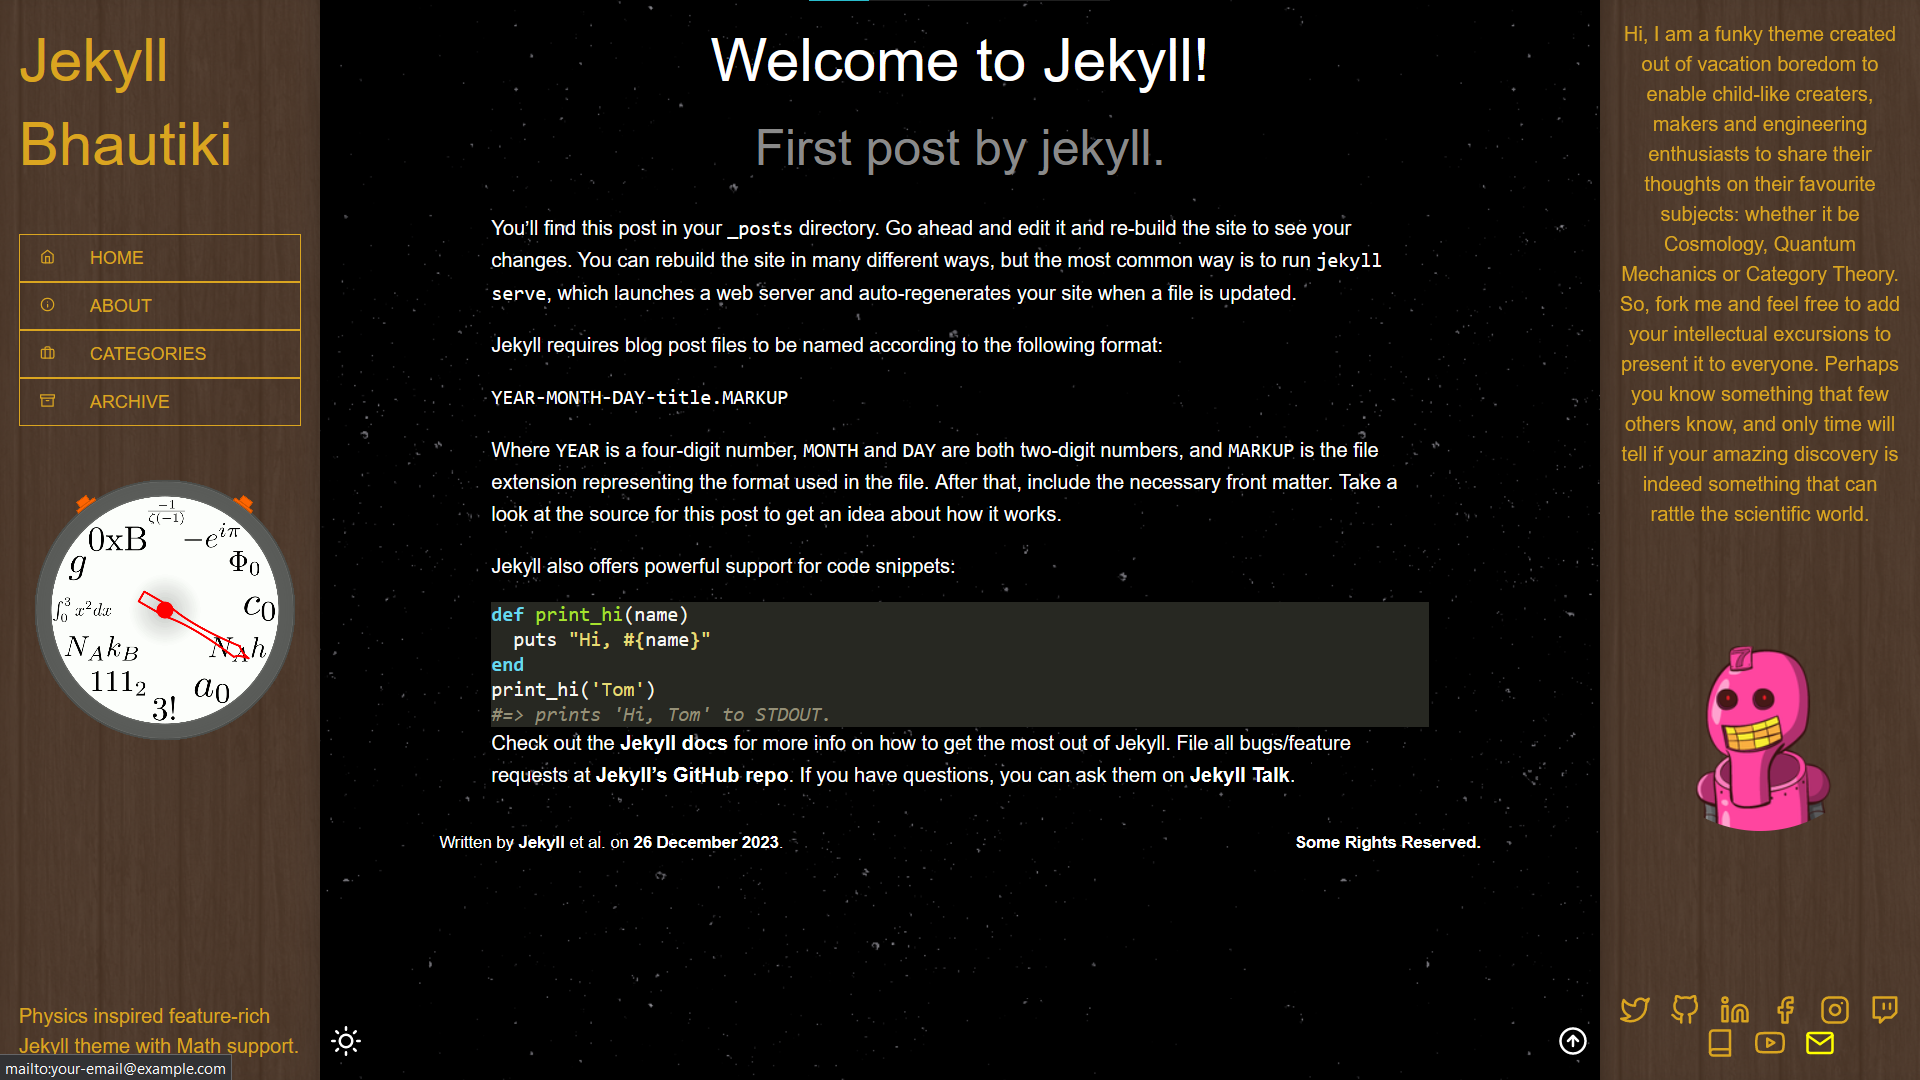 Jekyll
Bhautiki
HOME
ABOUT
CATEGORIES
ARCHIVE
-1
ζ(-1)
0xB
−e^{iπ}
g
Φ₀
∫₀³ x²dx
c₀
N_A k_B
N_A h
111₂
a₀
3!
Physics inspired feature-rich
Jekyll theme with Math support.
mailto:your-email@example.com
Welcome to Jekyll!
First post by jekyll.
You’ll find this post in your _posts directory. Go ahead and edit it and re-build the site to see your
changes. You can rebuild the site in many different ways, but the most common way is to run jekyll
serve, which launches a web server and auto-regenerates your site when a file is updated.
Jekyll requires blog post files to be named according to the following format:
YEAR-MONTH-DAY-title.MARKUP
Where YEAR is a four-digit number, MONTH and DAY are both two-digit numbers, and MARKUP is the file
extension representing the format used in the file. After that, include the necessary front matter. Take a
look at the source for this post to get an idea about how it works.
Jekyll also offers powerful support for code snippets:
def print_hi(name)
  puts "Hi, #{name}"
end
print_hi('Tom')
#=> prints 'Hi, Tom' to STDOUT.
Check out the Jekyll docs for more info on how to get the most out of Jekyll. File all bugs/feature
requests at Jekyll’s GitHub repo. If you have questions, you can ask them on Jekyll Talk.
Written by Jekyll et al. on 26 December 2023.
Some Rights Reserved.
Hi, I am a funky theme created
out of vacation boredom to
enable child-like creaters,
makers and engineering
enthusiasts to share their
thoughts on their favourite
subjects: whether it be
Cosmology, Quantum
Mechanics or Category Theory.
So, fork me and feel free to add
your intellectual excursions to
present it to everyone. Perhaps
you know something that few
others know, and only time will
tell if your amazing discovery is
indeed something that can
rattle the scientific world.
7